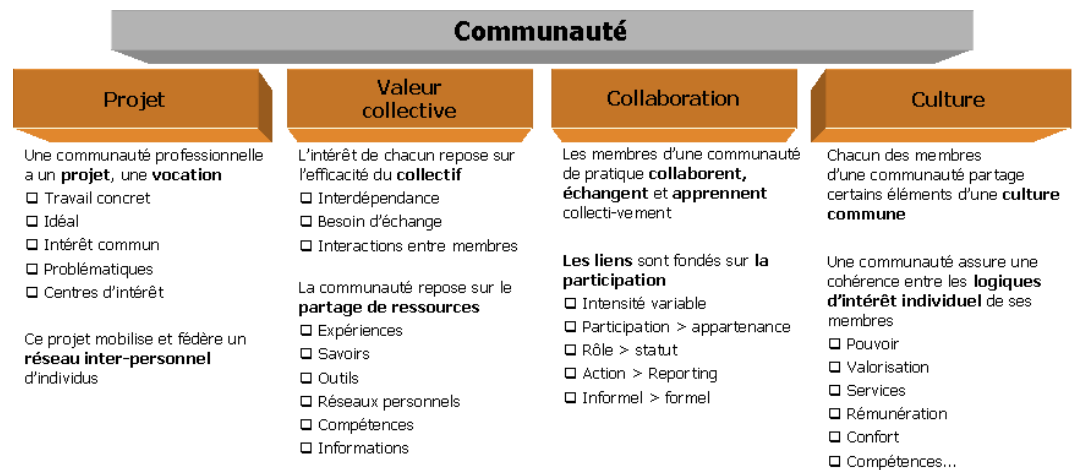 Communauté
Projet
Une communauté professionnelle
a un projet, une vocation
❑ Travail concret
❑ Idéal
❑ Intérêt commun
❑ Problématiques
❑ Centres d'intérêt
Ce projet mobilise et fédère un
réseau inter-personnel
d'individus
Valeur
collective
L'intérêt de chacun repose sur
l'efficacité du collectif
❑ Interdépendance
❑ Besoin d'échange
❑ Interactions entre membres
La communauté repose sur le
partage de ressources
❑ Expériences
❑ Savoirs
❑ Outils
❑ Réseaux personnels
❑ Compétences
❑ Informations
Collaboration
Les membres d'une communauté
de pratique collaborent,
échangent et apprennent
collecti-vement
Les liens sont fondés sur la
participation
❑ Intensité variable
❑ Participation > appartenance
❑ Rôle > statut
❑ Action > Reporting
❑ Informel > formel
Culture
Chacun des membres
d'une communauté partage
certains éléments d'une culture
commune
Une communauté assure une
cohérence entre les logiques
d'intérêt individuel de ses
membres
❑ Pouvoir
❑ Valorisation
❑ Services
❑ Rémunération
❑ Confort
❑ Compétences...